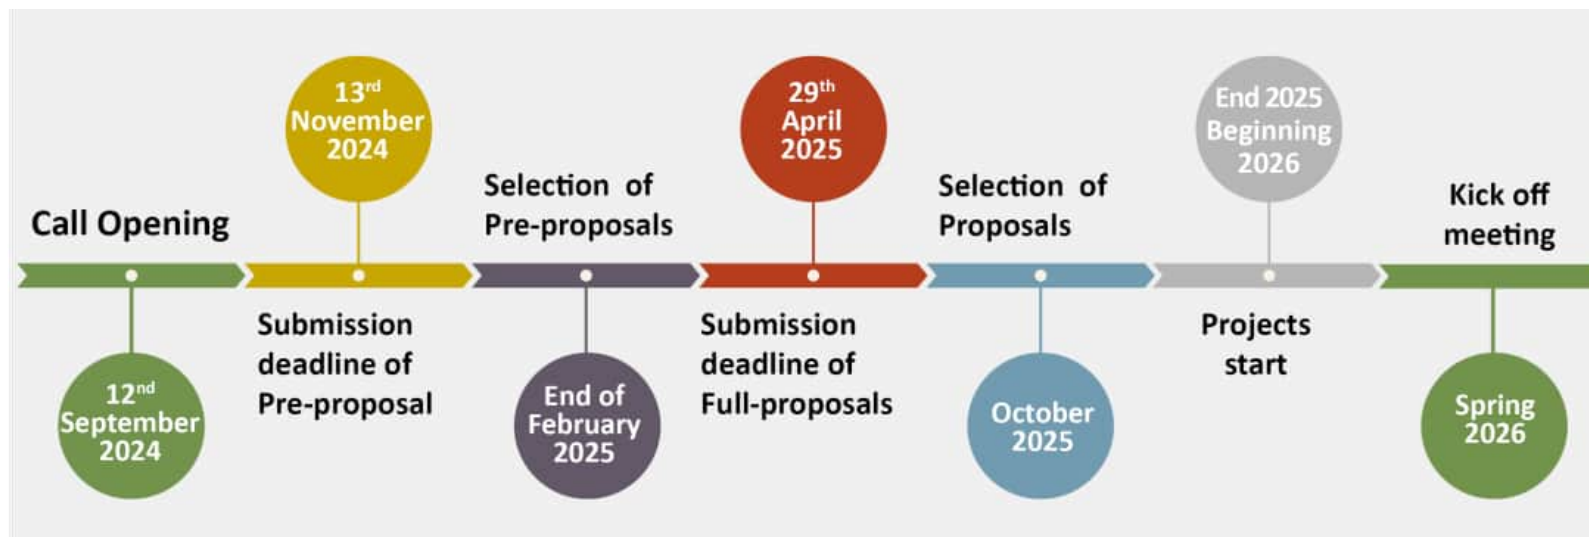 Call Opening
12nd
September
2024
13rd
November
2024
Submission
deadline of
Pre-proposal
Selection of
Pre-proposals
End of
February
2025
29th
April
2025
Submission
deadline of
Full-proposals
Selection of
Proposals
October
2025
End 2025
Beginning
2026
Projects
start
Kick off
meeting
Spring
2026